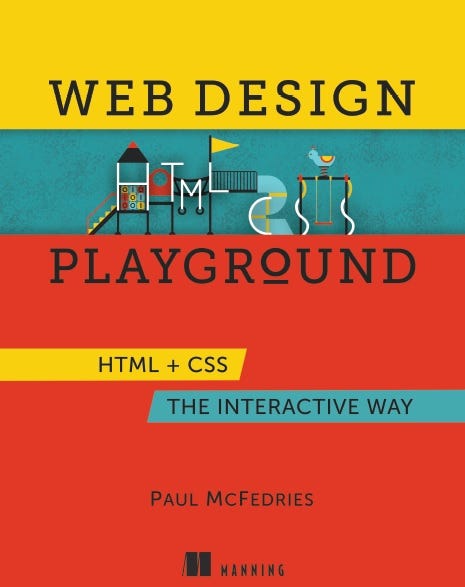 WEB DESIGN
HTML
CSS
PLAYGROUND
HTML + CSS
THE INTERACTIVE WAY
PAUL MCFEDRIES
MANNING